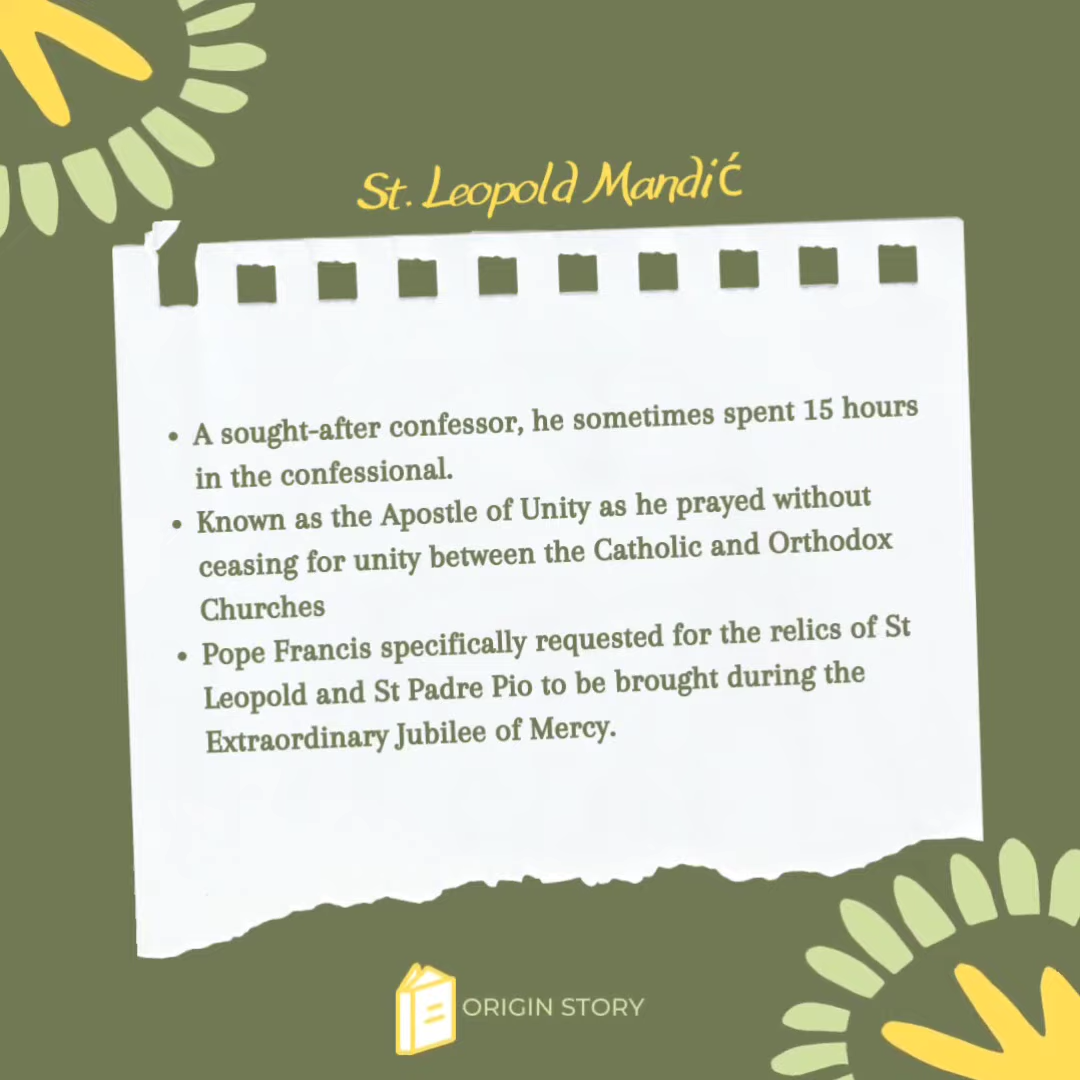 St. Leopold Mandić
• A sought-after confessor, he sometimes spent 15 hours
in the confessional.
• Known as the Apostle of Unity as he prayed without
ceasing for unity between the Catholic and Orthodox
Churches
• Pope Francis specifically requested for the relics of St
Leopold and St Padre Pio to be brought during the
Extraordinary Jubilee of Mercy.
ORIGIN STORY